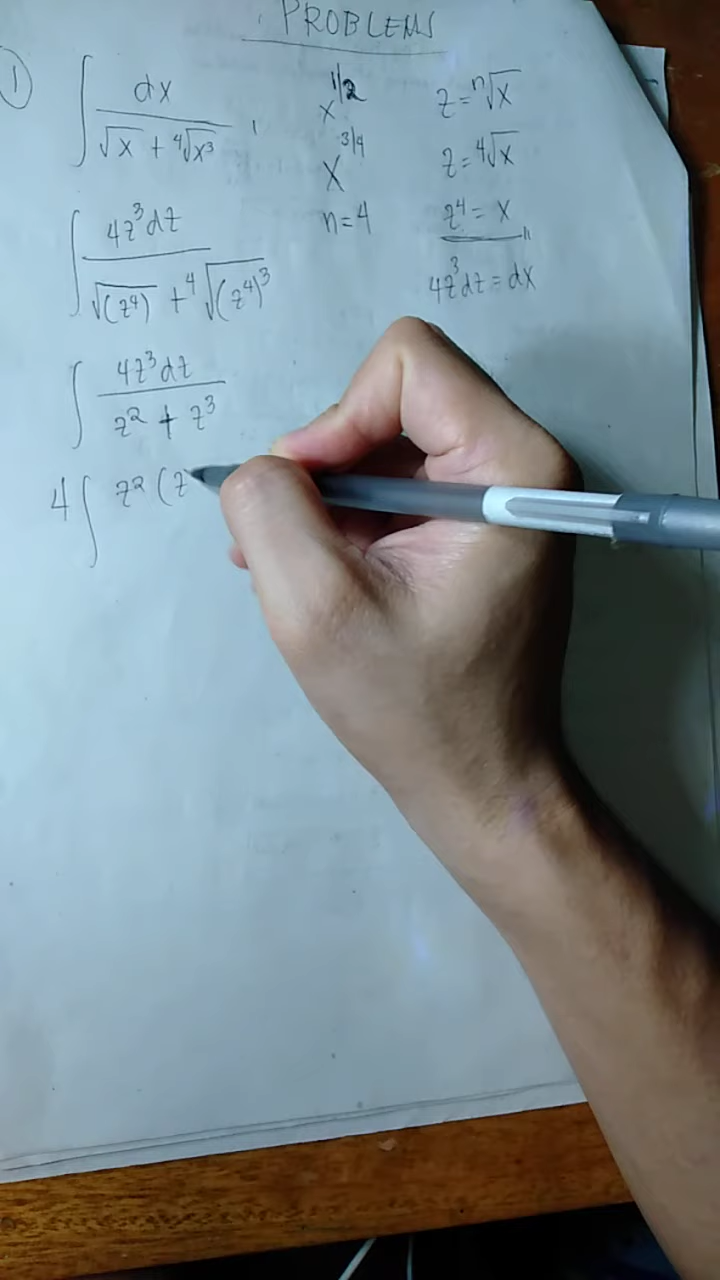 PROBLEMS
1
∫ dx / (√x + ⁴√x³) ,
x^1/2
x^3/4
n=4
z = ⁿ√x
z = ⁴√x
z⁴ = x
4z³dz = dx
∫ 4z³dz / (√(z⁴) + ⁴√(z⁴)³)
∫ 4z³dz / (z² + z³)
4∫ z² (z